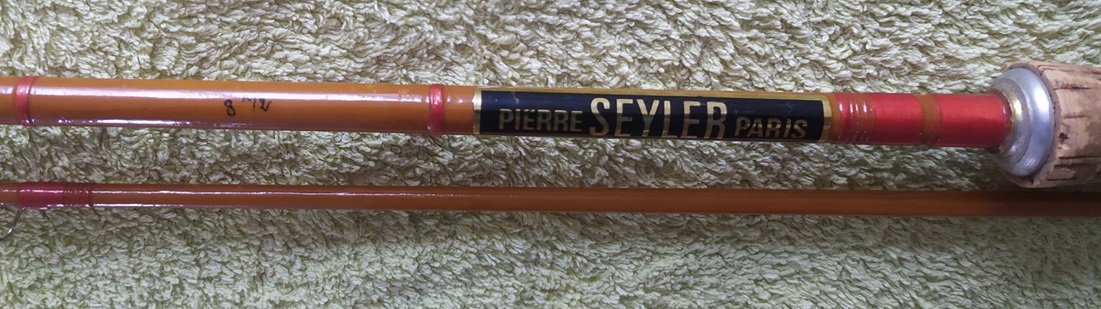 8 1/2
PIERRE SEYLER PARIS